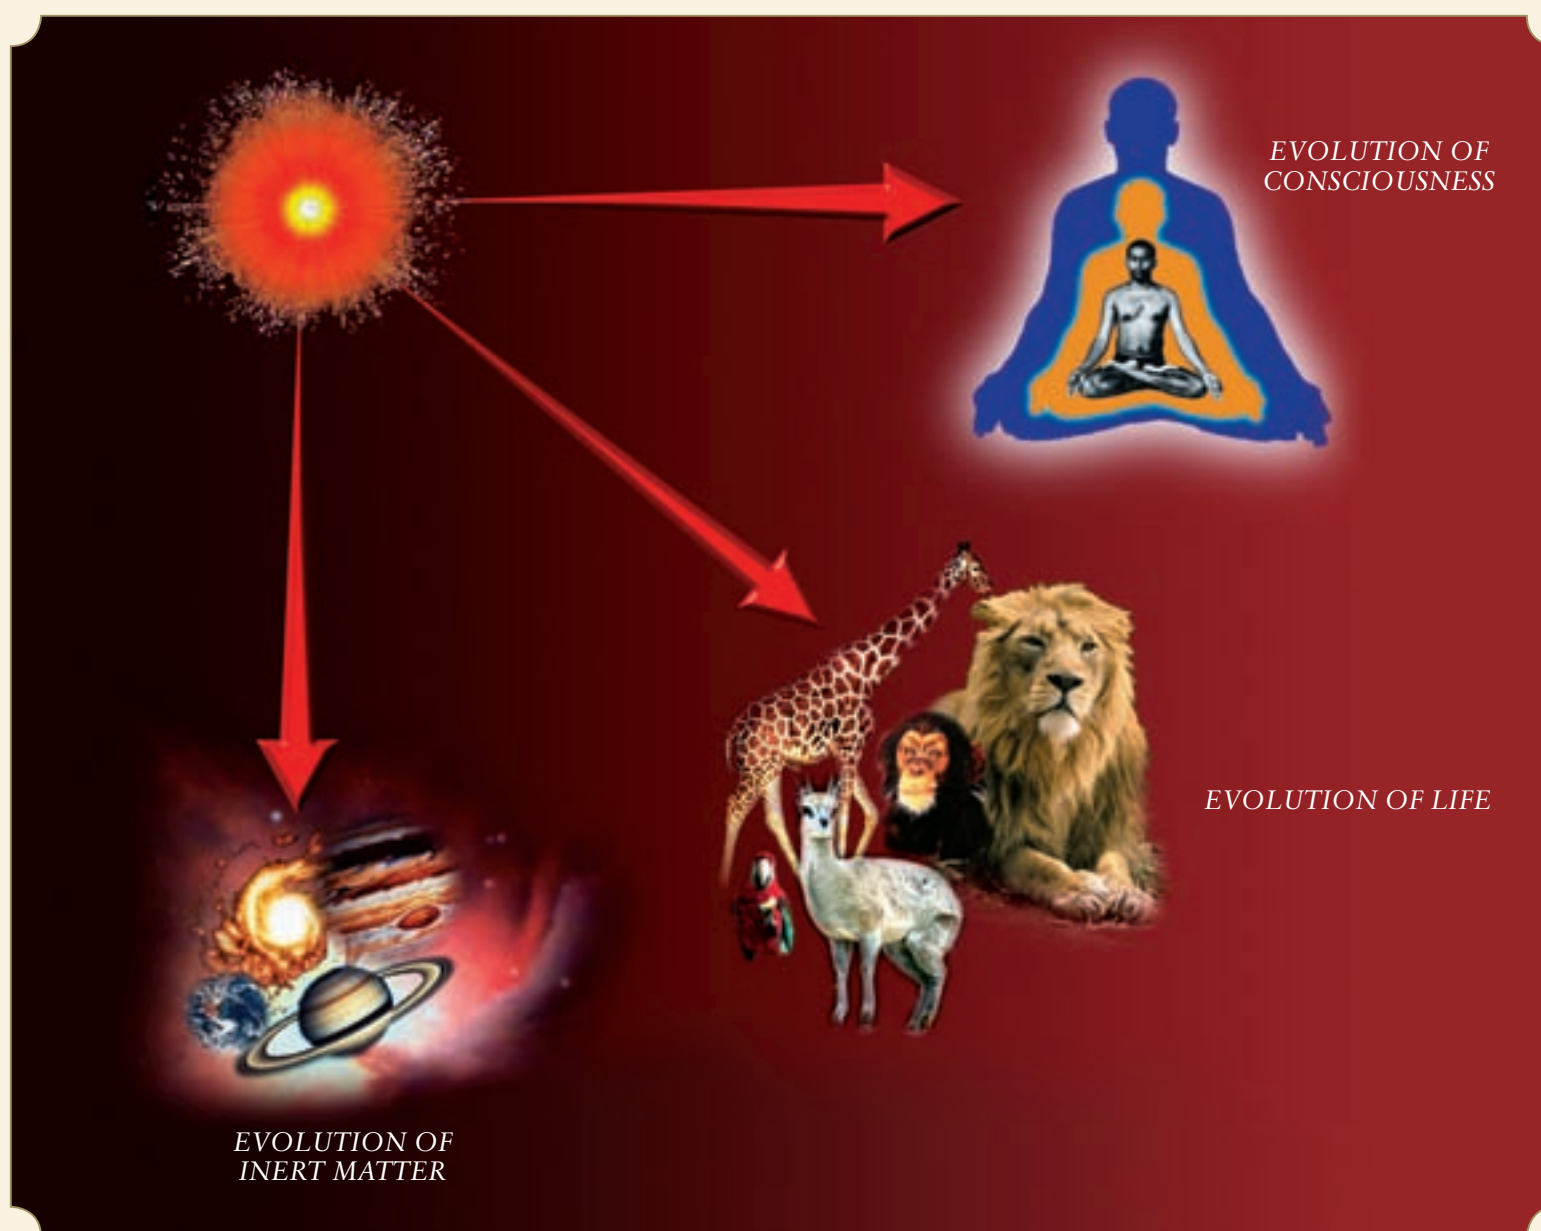 EVOLUTION OF
CONSCIOUSNESS
EVOLUTION OF LIFE
EVOLUTION OF
INERT MATTER